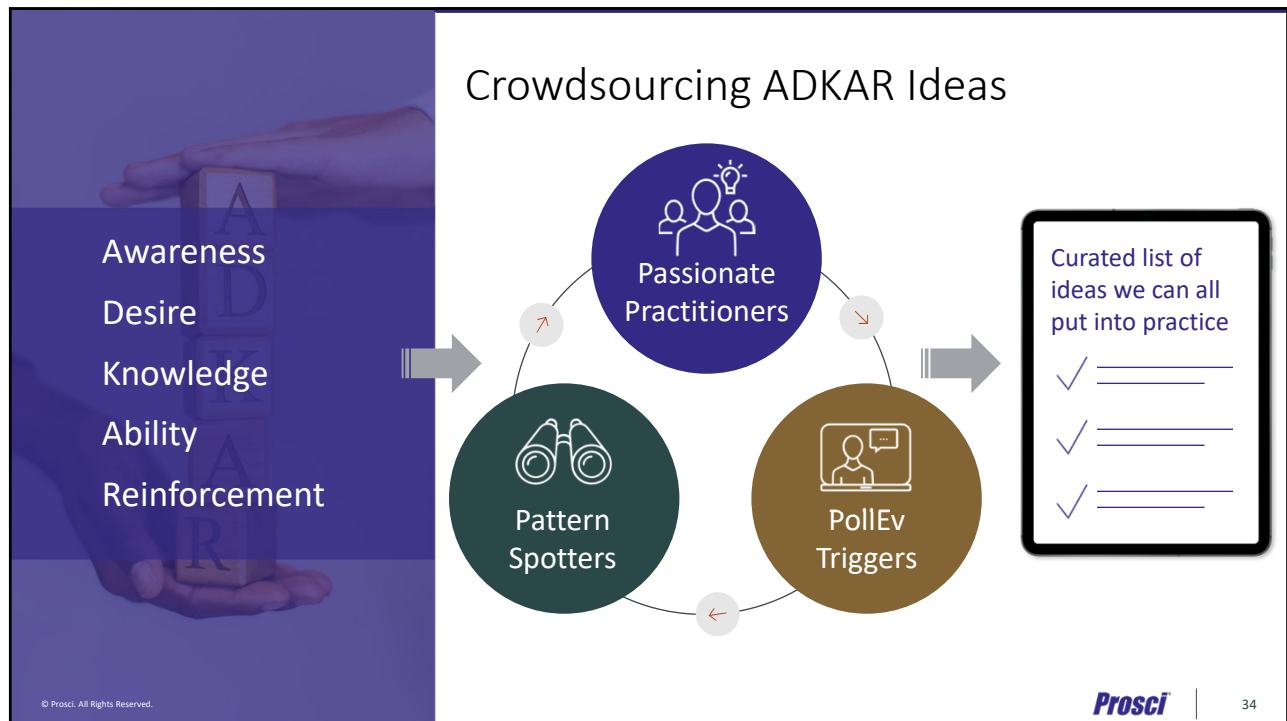 Crowdsourcing ADKAR Ideas
A
D
K
A
R
Awareness
Desire
Knowledge
Ability
Reinforcement
Passionate
Practitioners
Pattern
Spotters
PollEv
Triggers
Curated list of
ideas we can all
put into practice
© Prosci. All Rights Reserved.
Prosci
34